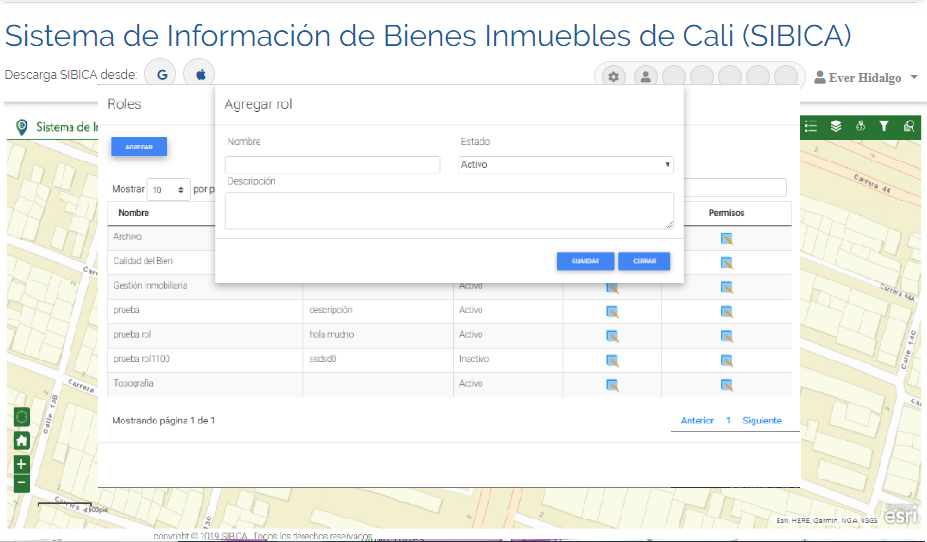 Sistema de Información de Bienes Inmuebles de Cali (SIBICA)
Descarga SIBICA desde: G
Ever Hidalgo
Roles
Agregar rol
Sistema de I
AGREGAR
Nombre Estado
Activo
Descripción
Mostrar 10 por p
GUARDAR CERRAR
Nombre Permisos
Archivo
Calidad del Bien
Gestión Inmobiliaria Activo
prueba descripción Activo
prueba rol hola mudno Activo
prueba rol1100 ssdsd0 Inactivo
Topografia Activo
Mostrando página 1 de 1
Anterior 1 Siguiente
Carrera 44
Carrera 44A
Calle 14C
Carrera
Calle 13B
Esri, HERE, Garmin, NGA, USGS
esri
copyright © 2019 SIBICA. Todos los derechos reservados